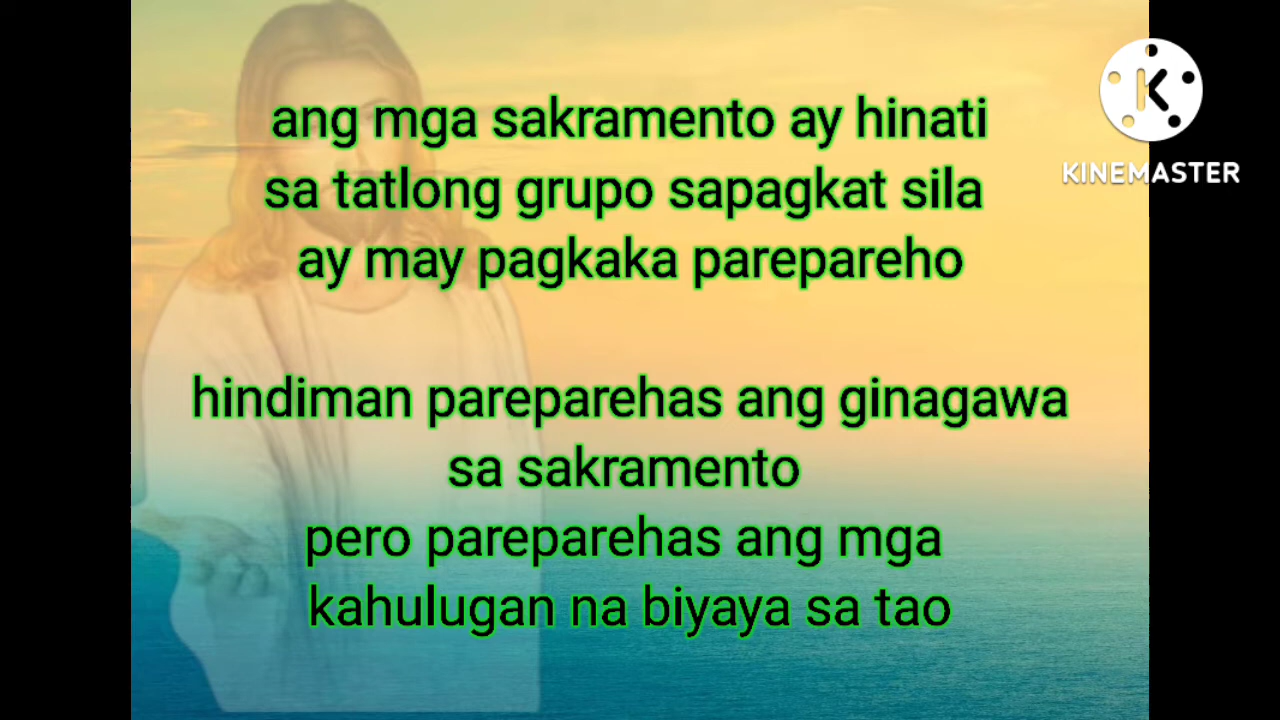 ang mga sakramento ay hinati
sa tatlong grupo sapagkat sila
ay may pagkaka parepareho
hindiman pareparehas ang ginagawa
sa sakramento
pero pareparehas ang mga
kahulugan na biyaya sa tao
K
KINEMASTER